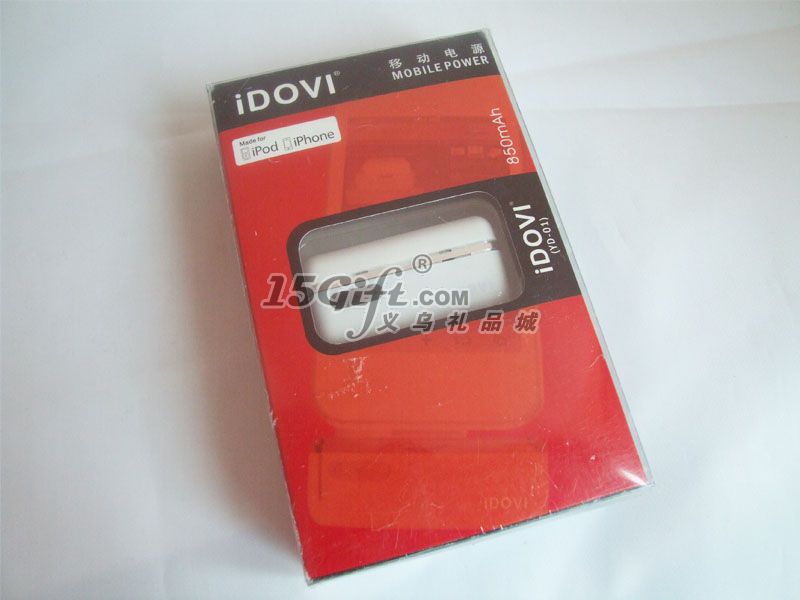 iDOVI®
移动电源
MOBILE POWER
Made for
iPod iPhone
850mAh
iDOVI
(YD-01)
15Gift.com®
义乌礼品城
iDOVI